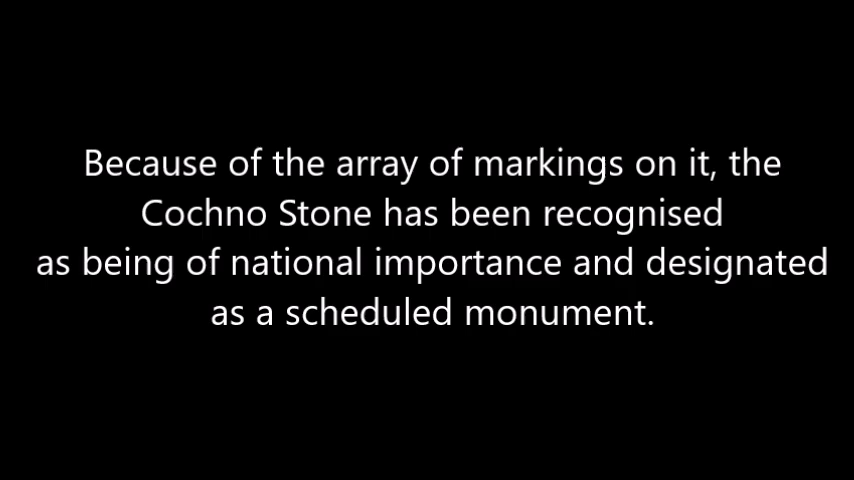 Because of the array of markings on it, the
Cochno Stone has been recognised
as being of national importance and designated
as a scheduled monument.